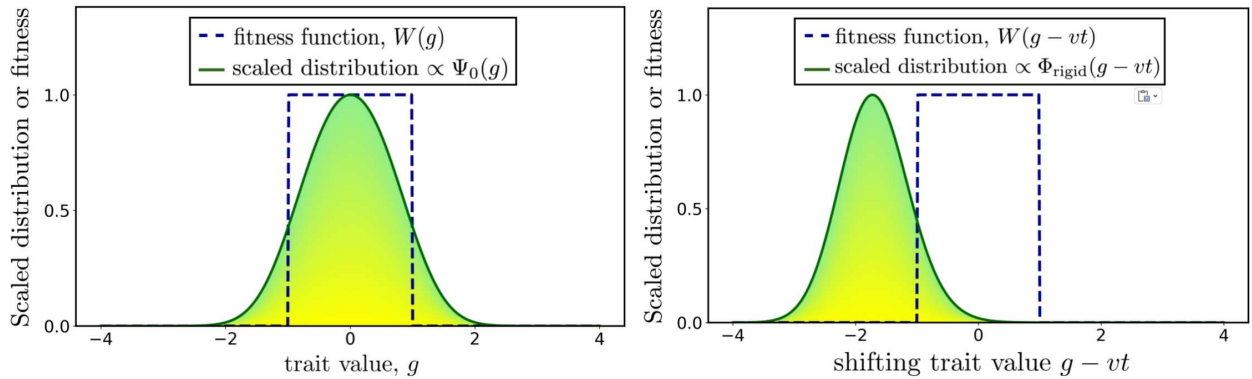 Scaled distribution or fitness
fitness function, W(g)
scaled distribution ∝ Ψ₀(g)
1.0
0.5
0.0
−4
−2
0
2
4
trait value, g
Scaled distribution or fitness
fitness function, W(g − vt)
scaled distribution ∝ Φrigid(g − vt)
1.0
0.5
0.0
−4
−2
0
2
4
shifting trait value g − vt